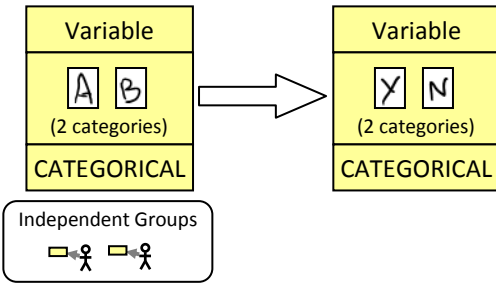 Variable
A B
(2 categories)
CATEGORICAL
Independent Groups
Variable
Y N
(2 categories)
CATEGORICAL